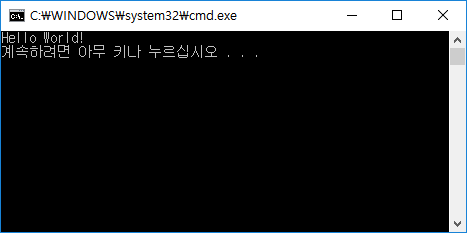 C:₩WINDOWS₩system32₩cmd.exe
Hello World!
계속하려면 아무 키나 누르십시오 . . .